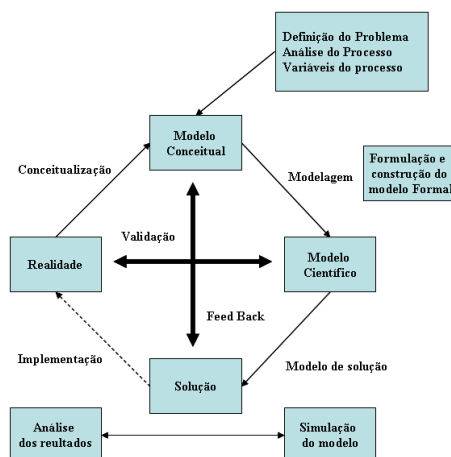 Definição do Problema
Análise do Processo
Variáveis do processo
Modelo
Conceitual
Conceitualização
Modelagem
Formulação e
construção do
modelo Formal
Validação
Realidade
Modelo
Científico
Feed Back
Implementação
Solução
Modelo de solução
Análise
dos reultados
Simulação
do modelo